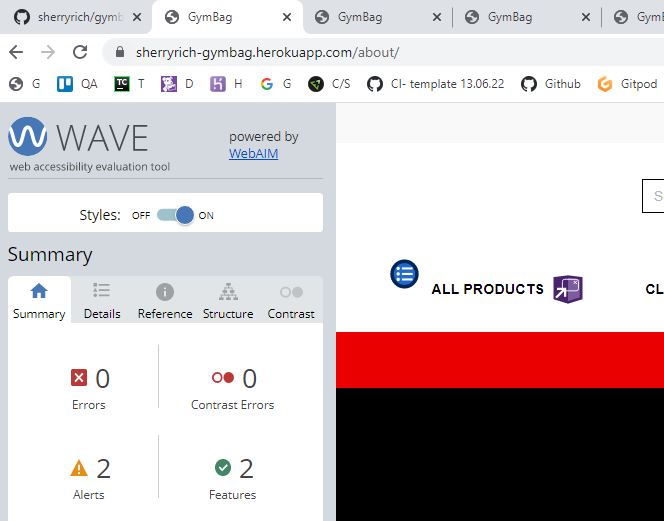 sherryrich/gymb
GymBag
GymBag
GymBag
GymB
sherryrich-gymbag.herokuapp.com/about/
G QA T D H G C/S CI- template 13.06.22 Github Gitpod
WAVE
powered by
WebAIM
web accessibility evaluation tool
Styles: OFF ON
Summary
Summary Details Reference Structure Contrast
0
Errors
0
Contrast Errors
2
Alerts
2
Features
S
ALL PRODUCTS
CL